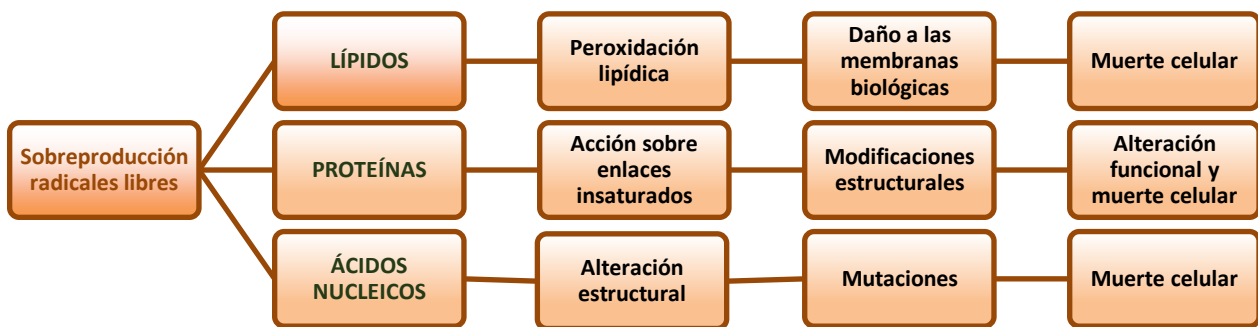 Sobreproducción
radicales libres
LÍPIDOS
Peroxidación
lipídica
Daño a las
membranas
biológicas
Muerte celular
PROTEÍNAS
Acción sobre
enlaces
insaturados
Modificaciones
estructurales
Alteración
funcional y
muerte celular
ÁCIDOS
NUCLEICOS
Alteración
estructural
Mutaciones
Muerte celular